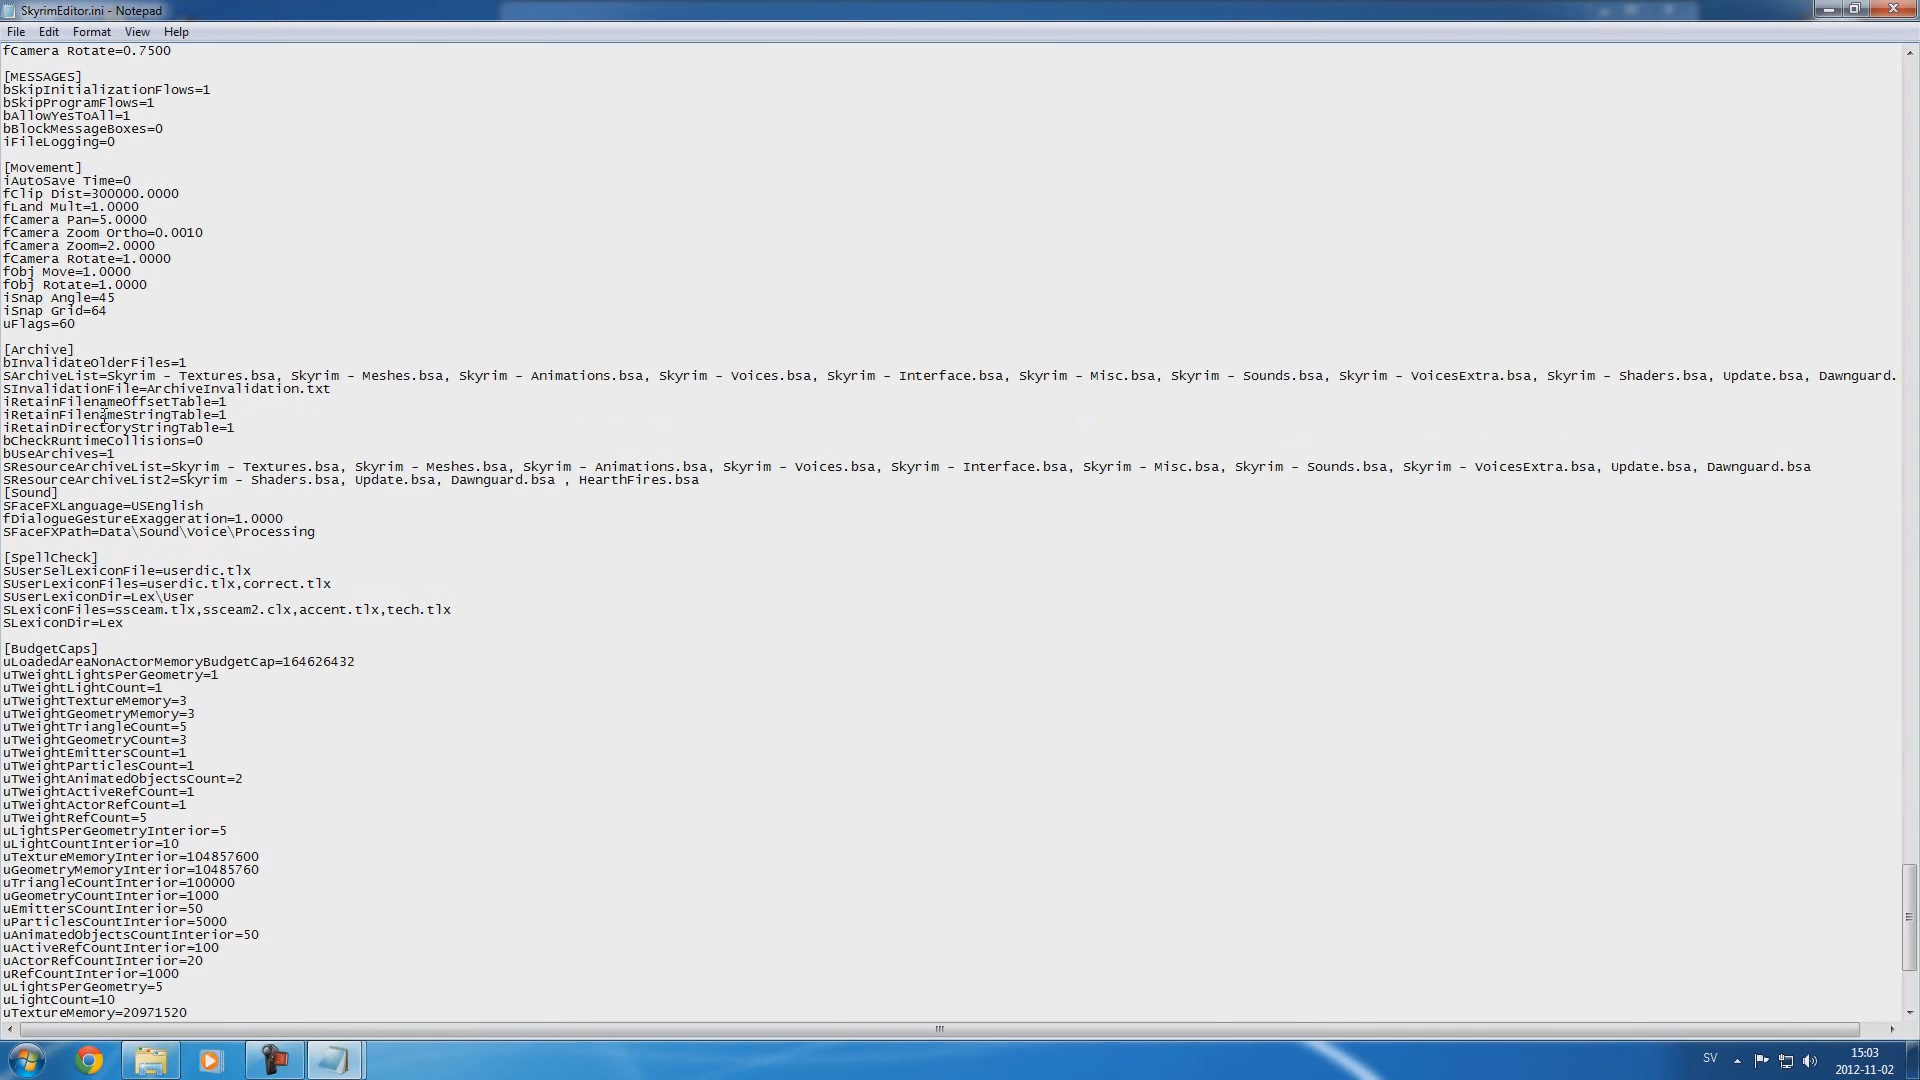 SkyrimEditor.ini - Notepad
File Edit Format View Help
fCamera Rotate=0.7500
[MESSAGES]
bSkipInitializationFlows=1
bSkipProgramFlows=1
bAllowYesToAll=1
bBlockMessageBoxes=0
iFileLogging=0
[Movement]
iAutoSave Time=0
fClip Dist=300000.0000
fLand Mult=1.0000
fCamera Pan=5.0000
fCamera Zoom Ortho=0.0010
fCamera Zoom=2.0000
fCamera Rotate=1.0000
fObj Move=1.0000
fObj Rotate=1.0000
iSnap Angle=45
iSnap Grid=64
uFlags=60
[Archive]
bInvalidateOlderFiles=1
SArchiveList=Skyrim - Textures.bsa, Skyrim - Meshes.bsa, Skyrim - Animations.bsa, Skyrim - Voices.bsa, Skyrim - Interface.bsa, Skyrim - Misc.bsa, Skyrim - Sounds.bsa, Skyrim - VoicesExtra.bsa, Skyrim - Shaders.bsa, Update.bsa, Dawnguard.
SInvalidationFile=ArchiveInvalidation.txt
iRetainFilenameOffsetTable=1
iRetainFilenameStringTable=1
iRetainDirectoryStringTable=1
bCheckRuntimeCollisions=0
bUseArchives=1
SResourceArchiveList=Skyrim - Textures.bsa, Skyrim - Meshes.bsa, Skyrim - Animations.bsa, Skyrim - Voices.bsa, Skyrim - Interface.bsa, Skyrim - Misc.bsa, Skyrim - Sounds.bsa, Skyrim - VoicesExtra.bsa, Update.bsa, Dawnguard.bsa
SResourceArchiveList2=Skyrim - Shaders.bsa, Update.bsa, Dawnguard.bsa , HearthFires.bsa
[Sound]
SFaceFXLanguage=USEnglish
fDialogueGestureExaggeration=1.0000
SFaceFXPath=Data\Sound\Voice\Processing
[SpellCheck]
SUserSelLexiconFile=userdic.tlx
SUserLexiconFiles=userdic.tlx,correct.tlx
SUserLexiconDir=Lex\User
SLexiconFiles=ssceam.tlx,ssceam2.clx,accent.tlx,tech.tlx
SLexiconDir=Lex
[BudgetCaps]
uLoadedAreaNonActorMemoryBudgetCap=164626432
uTWeightLightsPerGeometry=1
uTWeightLightCount=1
uTWeightTextureMemory=3
uTWeightGeometryMemory=3
uTWeightTriangleCount=5
uTWeightGeometryCount=3
uTWeightEmittersCount=1
uTWeightParticlesCount=1
uTWeightAnimatedObjectsCount=2
uTWeightActiveRefCount=1
uTWeightActorRefCount=1
uTWeightRefCount=5
uLightsPerGeometryInterior=5
uLightCountInterior=10
uTextureMemoryInterior=104857600
uGeometryMemoryInterior=10485760
uTriangleCountInterior=100000
uGeometryCountInterior=1000
uEmittersCountInterior=50
uParticlesCountInterior=5000
uAnimatedObjectsCountInterior=50
uActiveRefCountInterior=100
uActorRefCountInterior=20
uRefCountInterior=1000
uLightsPerGeometry=5
uLightCount=10
uTextureMemory=20971520
SV
15:03
2012-11-02